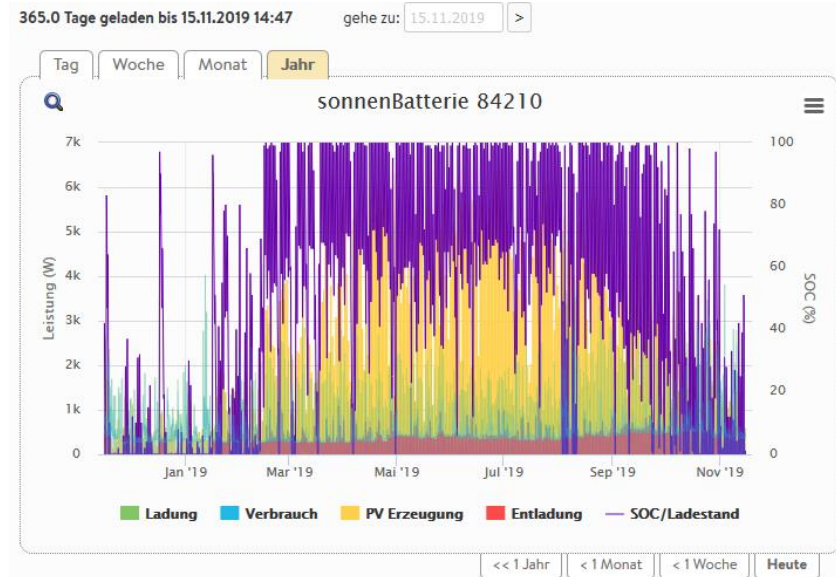 365.0 Tage geladen bis 15.11.2019 14:47 gehe zu: 15.11.2019 >
Tag Woche Monat Jahr
sonnenBatterie 84210
7k 100
6k
80
5k
60
4k
Leistung (W)
SOC (%)
3k
40
2k
20
1k
0 0
Jan '19 Mar '19 Mai '19 Jul '19 Sep '19 Nov '19
Ladung Verbrauch PV Erzeugung Entladung SOC/Ladestand
<< 1 Jahr < 1 Monat < 1 Woche Heute